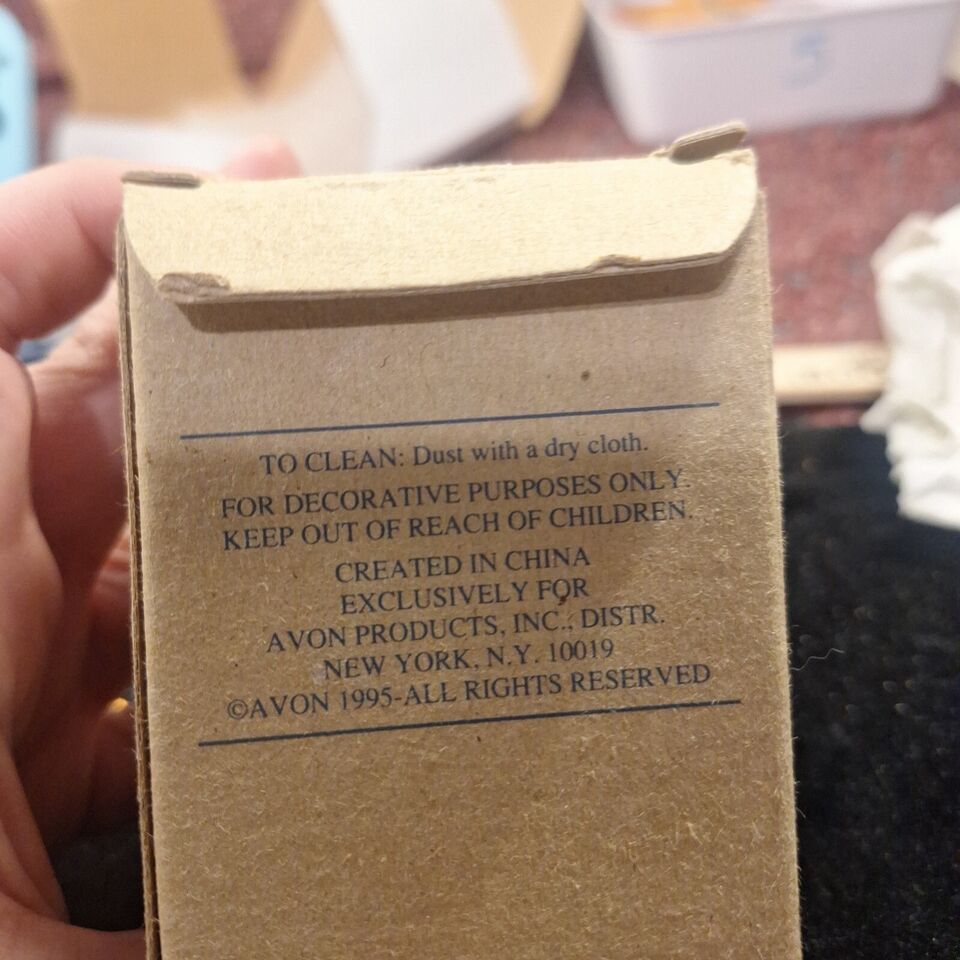 TO CLEAN: Dust with a dry cloth.
FOR DECORATIVE PURPOSES ONLY.
KEEP OUT OF REACH OF CHILDREN.
CREATED IN CHINA
EXCLUSIVELY FOR
AVON PRODUCTS, INC., DISTR.
NEW YORK, N.Y. 10019
©AVON 1995-ALL RIGHTS RESERVED
5